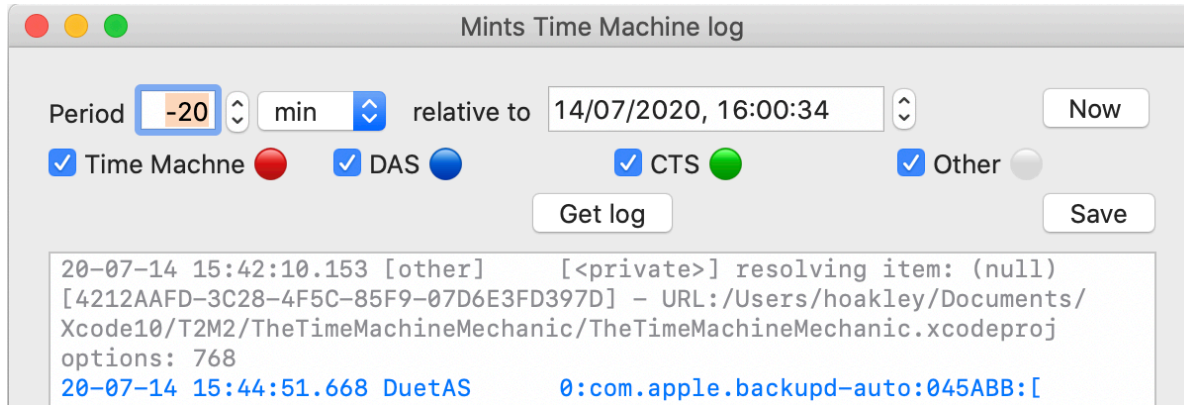 Mints Time Machine log
Period -20 min relative to 14/07/2020, 16:00:34 Now
Time Machne DAS CTS Other
Get log Save
20-07-14 15:42:10.153 [other] [<private>] resolving item: (null)
[4212AAFD-3C28-4F5C-85F9-07D6E3FD397D] - URL:/Users/hoakley/Documents/
Xcode10/T2M2/TheTimeMachineMechanic/TheTimeMachineMechanic.xcodeproj
options: 768
20-07-14 15:44:51.668 DuetAS 0:com.apple.backupd-auto:045ABB:[